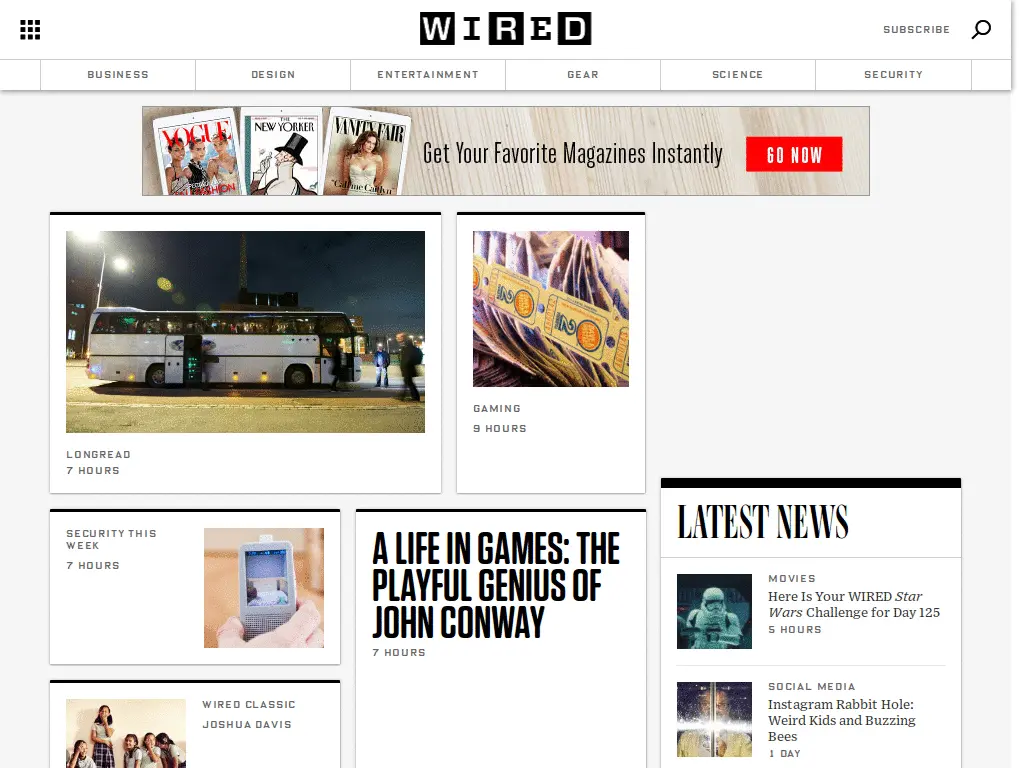 WIRED
SUBSCRIBE
BUSINESS
DESIGN
ENTERTAINMENT
GEAR
SCIENCE
SECURITY
VOGUE
THE
NEW YORKER
VANITY FAIR
"Call me Caitlyn"
Get Your Favorite Magazines Instantly
GO NOW
LONGREAD
7 HOURS
GAMING
9 HOURS
SECURITY THIS
WEEK
7 HOURS
A LIFE IN GAMES: THE
PLAYFUL GENIUS OF
JOHN CONWAY
7 HOURS
WIRED CLASSIC
JOSHUA DAVIS
LATEST NEWS
MOVIES
Here Is Your WIRED Star
Wars Challenge for Day 125
5 HOURS
SOCIAL MEDIA
Instagram Rabbit Hole:
Weird Kids and Buzzing
Bees
1 DAY